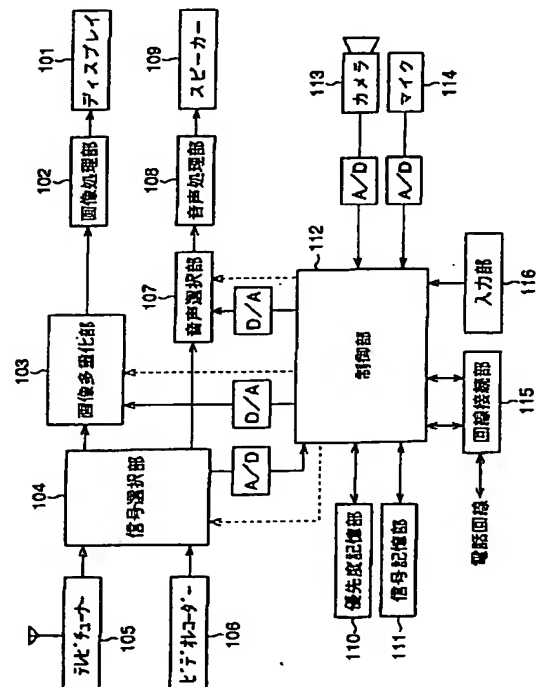 101
ディスプレイ
102
画像処理部
103
画像多重化部
104
信号選択部
テレビチューナー
105
ビデオレコーダー
106
109
スピーカー
108
音声処理部
107
音声選択部
D/A
D/A
A/D
112
制御部
A/D
A/D
113
カメラ
マイク
114
入力部
116
回線接続部
115
電話回線
優先度記憶部
110
信号記憶部
111